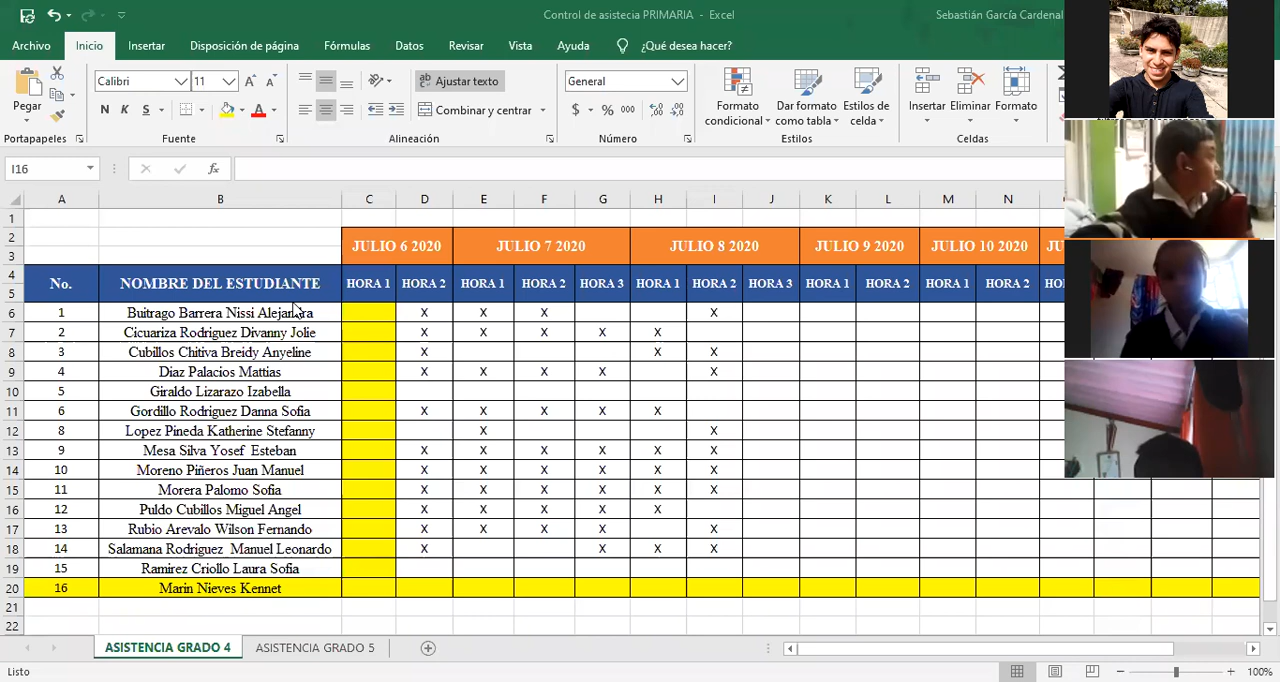 Control de asistecia PRIMARIA - Excel
Sebastián García Cardenal
Archivo Inicio Insertar Disposición de página Fórmulas Datos Revisar Vista Ayuda ¿Qué desea hacer?
Pegar
Calibri 11
N K S
Ajustar texto
Combinar y centrar
General
$ % 000
Formato condicional
Dar formato como tabla
Estilos de celda
Insertar Eliminar Formato
Portapapeles Fuente Alineación Número Estilos Celdas
I16 fx
A B C D E F G H I J K L M N
1
2 JULIO 6 2020 JULIO 7 2020 JULIO 8 2020 JULIO 9 2020 JULIO 10 2020
3
4 No. NOMBRE DEL ESTUDIANTE HORA 1 HORA 2 HORA 1 HORA 2 HORA 3 HORA 1 HORA 2 HORA 3 HORA 1 HORA 2 HORA 1 HORA 2
5
6 1 Buitrago Barrera Nissi Alejandra X X X X
7 2 Cicuariza Rodriguez Divanny Jolie X X X X X
8 3 Cubillos Chitiva Breidy Anyeline X X X
9 4 Diaz Palacios Mattias X X X X X
10 5 Giraldo Lizarazo Izabella
11 6 Gordillo Rodriguez Danna Sofia X X X X X
12 8 Lopez Pineda Katherine Stefanny X X
13 9 Mesa Silva Yosef Esteban X X X X X X
14 10 Moreno Piñeros Juan Manuel X X X X X X
15 11 Morera Palomo Sofia X X X X X X
16 12 Puldo Cubillos Miguel Angel X X X X X
17 13 Rubio Arevalo Wilson Fernando X X X X X
18 14 Salamana Rodriguez Manuel Leonardo X X X X
19 15 Ramirez Criollo Laura Sofia
20 16 Marin Nieves Kennet
21
22
ASISTENCIA GRADO 4 ASISTENCIA GRADO 5
Listo 100%